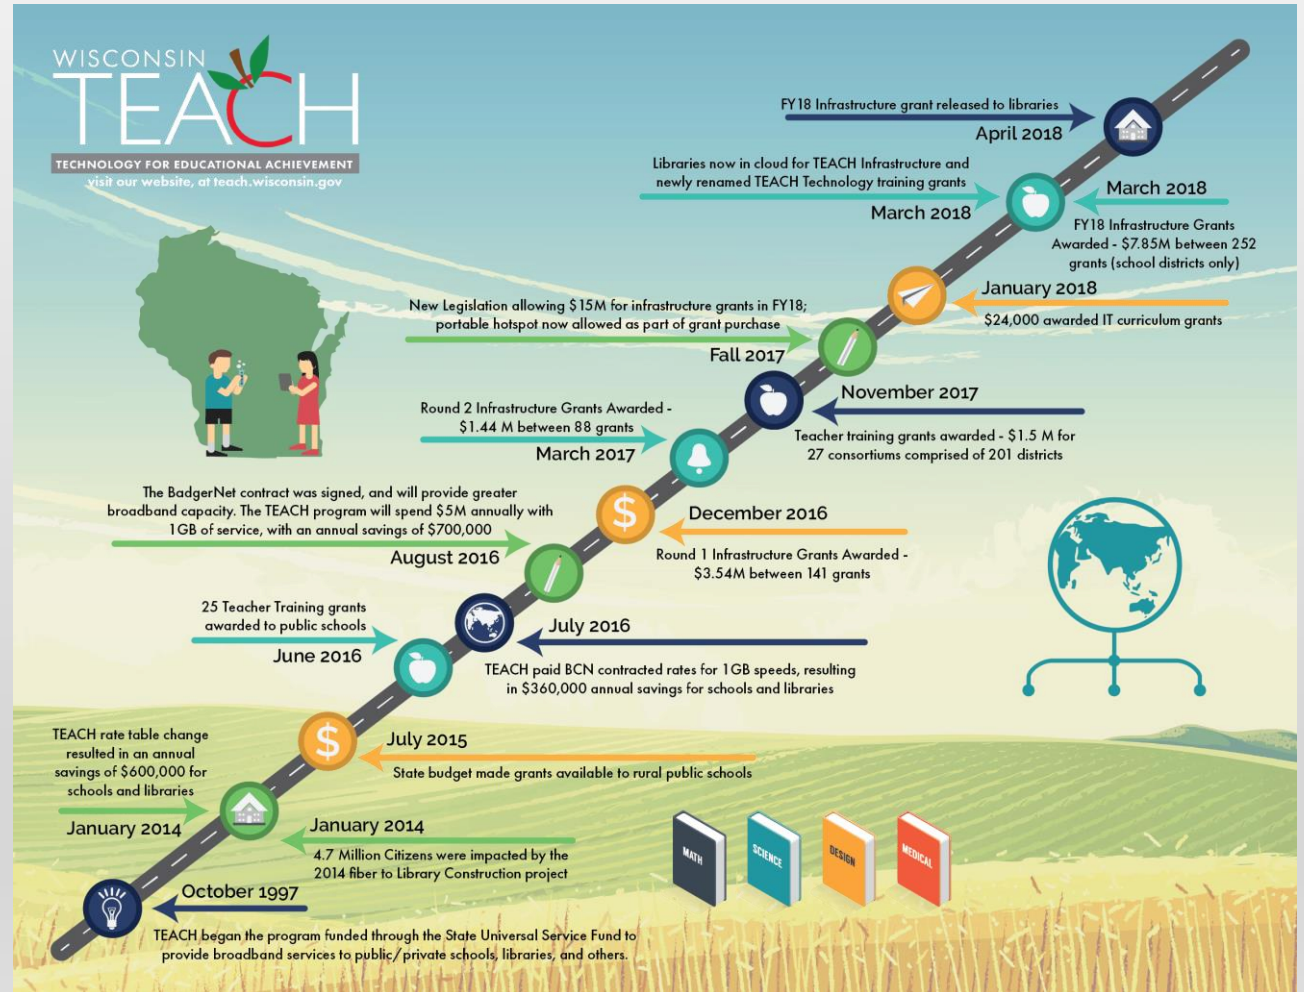 WISCONSIN
TEACH
TECHNOLOGY FOR EDUCATIONAL ACHIEVEMENT
visit our website, at teach.wisconsin.gov
FY18 Infrastructure grant released to libraries
April 2018
Libraries now in cloud for TEACH Infrastructure and
newly renamed TEACH Technology training grants
March 2018
March 2018
FY18 Infrastructure Grants
Awarded - $7.85M between 252
grants (school districts only)
January 2018
$24,000 awarded IT curriculum grants
New Legislation allowing $15M for infrastructure grants in FY18;
portable hotspot now allowed as part of grant purchase
Fall 2017
November 2017
Teacher training grants awarded - $1.5 M for
27 consortiums comprised of 201 districts
Round 2 Infrastructure Grants Awarded -
$1.44 M between 88 grants
March 2017
The BadgerNet contract was signed, and will provide greater
broadband capacity. The TEACH program will spend $5M annually with
1GB of service, with an annual savings of $700,000
August 2016
$
December 2016
Round 1 Infrastructure Grants Awarded -
$3.54M between 141 grants
25 Teacher Training grants
awarded to public schools
June 2016
July 2016
TEACH paid BCN contracted rates for 1GB speeds, resulting
in $360,000 annual savings for schools and libraries
TEACH rate table change
resulted in an annual
savings of $600,000 for
schools and libraries
January 2014
$
July 2015
State budget made grants available to rural public schools
January 2014
4.7 Million Citizens were impacted by the
2014 fiber to Library Construction project
MATH
SCIENCE
DESIGN
MEDICAL
October 1997
TEACH began the program funded through the State Universal Service Fund to
provide broadband services to public/private schools, libraries, and others.